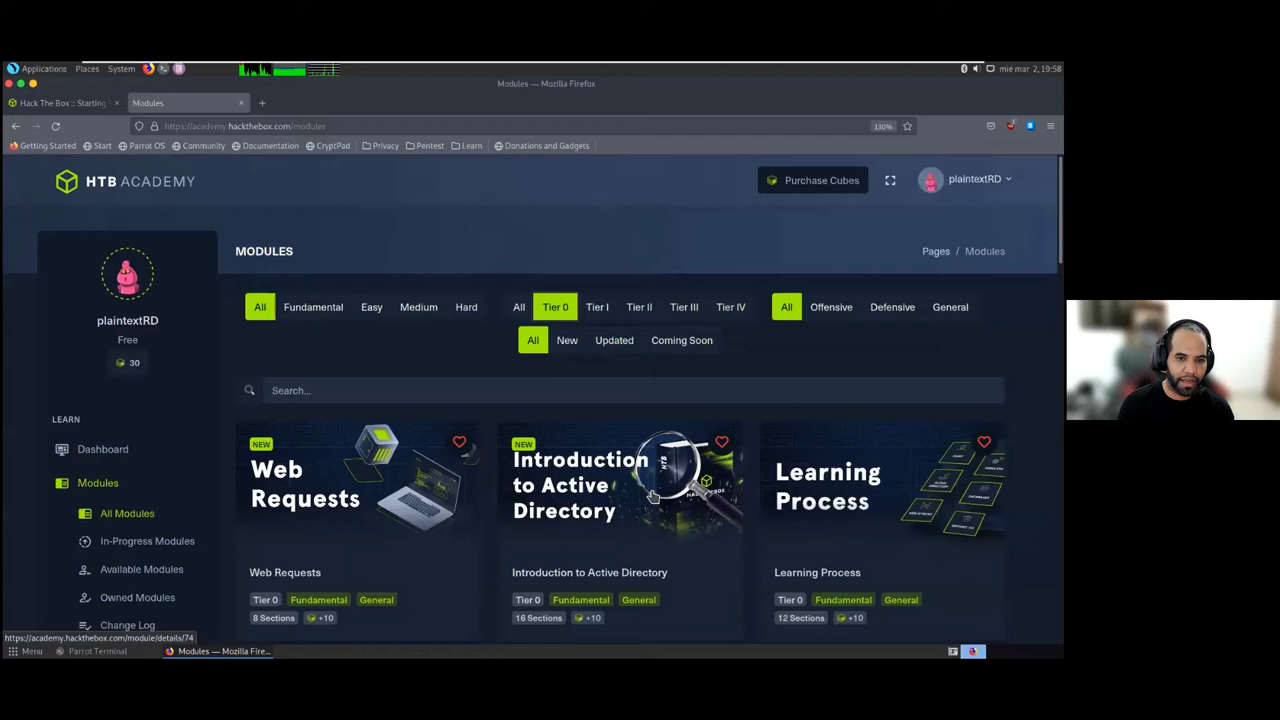 Applications Places System
mié mar 2, 19:58
Modules — Mozilla Firefox
Hack The Box :: Starting
Modules
https://academy.hackthebox.com/modules
130%
Getting Started Start Parrot OS Community Documentation CryptPad Privacy Pentest Learn Donations and Gadgets
HTB ACADEMY
Purchase Cubes
plaintextRD
MODULES
Pages / Modules
All Fundamental Easy Medium Hard
All Tier 0 Tier I Tier II Tier III Tier IV
All Offensive Defensive General
All New Updated Coming Soon
plaintextRD
Free
30
Search...
LEARN
Dashboard
Modules
All Modules
In-Progress Modules
Available Modules
Owned Modules
Change Log
NEW
Web
Requests
Web Requests
Tier 0 Fundamental General
8 Sections +10
NEW
Introduction
to Active
Directory
Introduction to Active Directory
Tier 0 Fundamental General
16 Sections +10
Learning
Process
Learning Process
Tier 0 Fundamental General
12 Sections +10
https://academy.hackthebox.com/module/details/74
Menu Parrot Terminal Modules — Mozilla Fire...